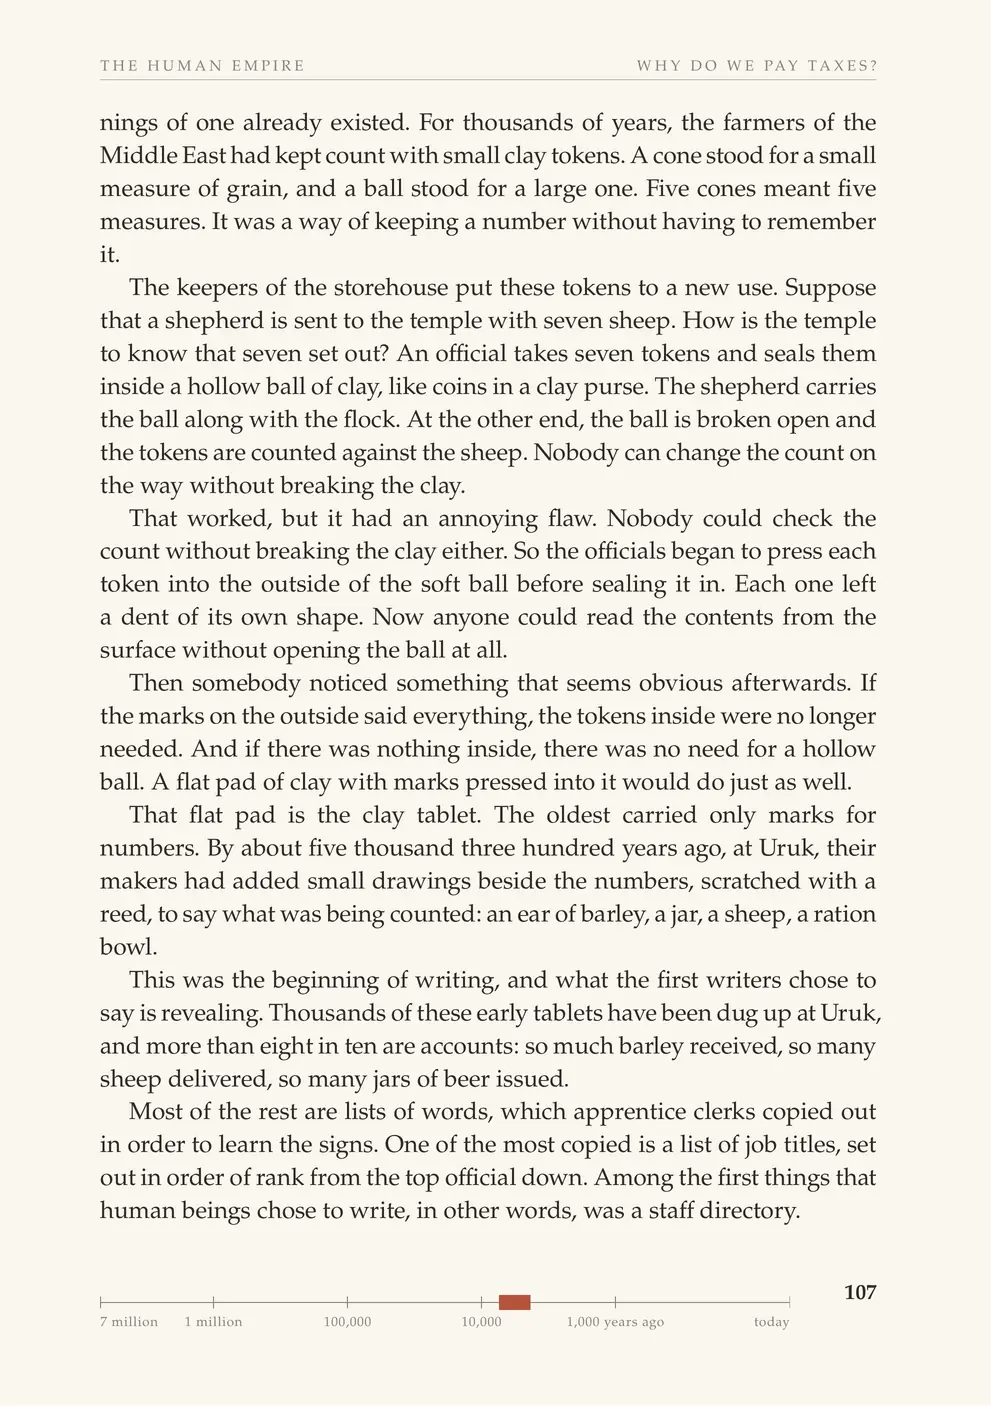 THE HUMAN EMPIRE WHY DO WE PAY TAXES?
nings of one already existed. For thousands of years, the farmers of the
Middle East had kept count with small clay tokens. A cone stood for a small
measure of grain, and a ball stood for a large one. Five cones meant five
measures. It was a way of keeping a number without having to remember
it.
The keepers of the storehouse put these tokens to a new use. Suppose
that a shepherd is sent to the temple with seven sheep. How is the temple
to know that seven set out? An official takes seven tokens and seals them
inside a hollow ball of clay, like coins in a clay purse. The shepherd carries
the ball along with the flock. At the other end, the ball is broken open and
the tokens are counted against the sheep. Nobody can change the count on
the way without breaking the clay.
That worked, but it had an annoying flaw. Nobody could check the
count without breaking the clay either. So the officials began to press each
token into the outside of the soft ball before sealing it in. Each one left
a dent of its own shape. Now anyone could read the contents from the
surface without opening the ball at all.
Then somebody noticed something that seems obvious afterwards. If
the marks on the outside said everything, the tokens inside were no longer
needed. And if there was nothing inside, there was no need for a hollow
ball. A flat pad of clay with marks pressed into it would do just as well.
That flat pad is the clay tablet. The oldest carried only marks for
numbers. By about five thousand three hundred years ago, at Uruk, their
makers had added small drawings beside the numbers, scratched with a
reed, to say what was being counted: an ear of barley, a jar, a sheep, a ration
bowl.
This was the beginning of writing, and what the first writers chose to
say is revealing. Thousands of these early tablets have been dug up at Uruk,
and more than eight in ten are accounts: so much barley received, so many
sheep delivered, so many jars of beer issued.
Most of the rest are lists of words, which apprentice clerks copied out
in order to learn the signs. One of the most copied is a list of job titles, set
out in order of rank from the top official down. Among the first things that
human beings chose to write, in other words, was a staff directory.
107
7 million 1 million 100,000 10,000 1,000 years ago today